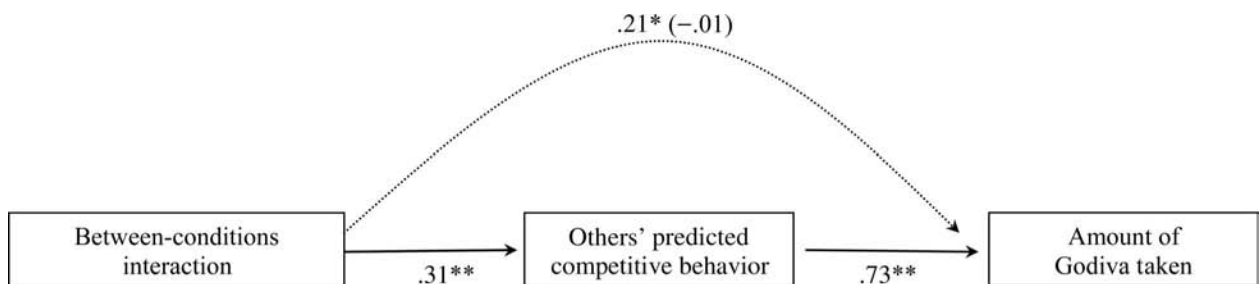 .21* (−.01)
Between-conditions
interaction
.31**
Others’ predicted
competitive behavior
.73**
Amount of
Godiva taken